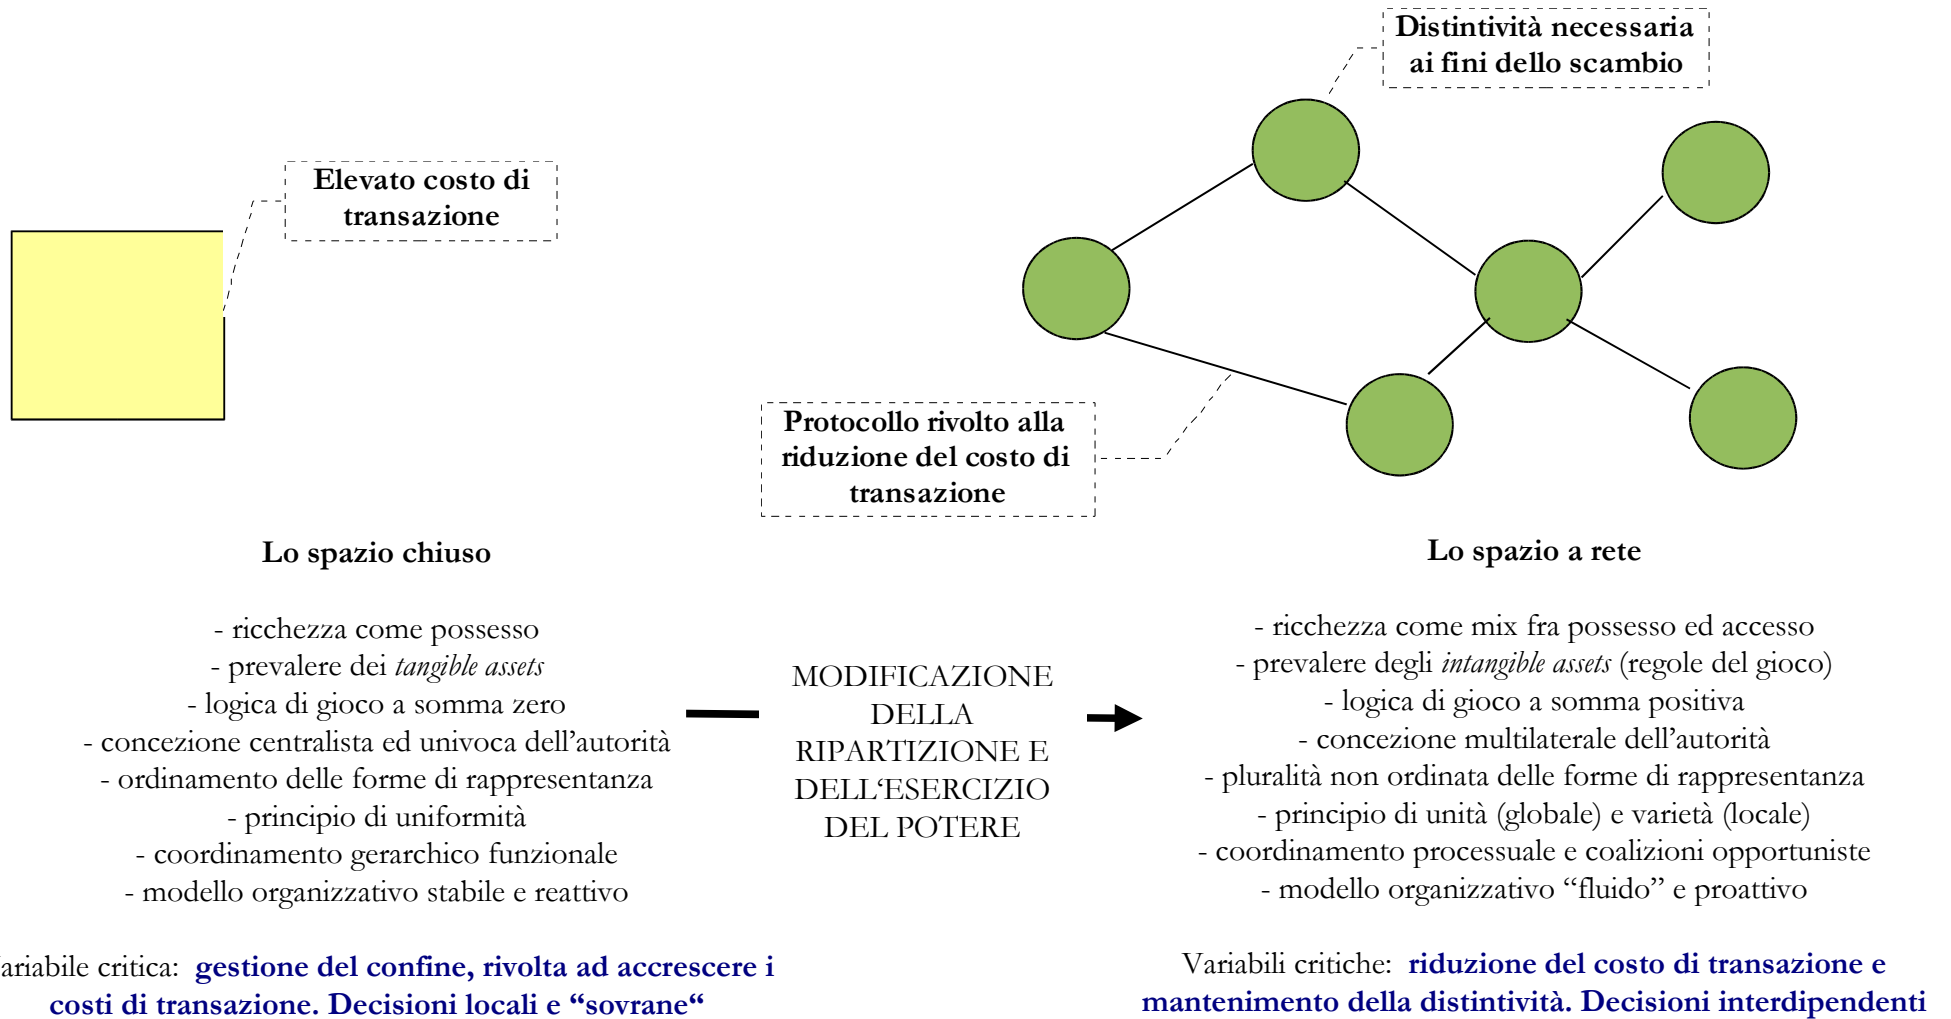 Distintività necessaria
ai fini dello scambio
Elevato costo di
transazione
Protocollo rivolto alla
riduzione del costo di
transazione
Lo spazio chiuso
- ricchezza come possesso
- prevalere dei tangible assets
- logica di gioco a somma zero
- concezione centralista ed univoca dell’autorità
- ordinamento delle forme di rappresentanza
- principio di uniformità
- coordinamento gerarchico funzionale
- modello organizzativo stabile e reattivo
ariabile critica: gestione del confine, rivolta ad accrescere i
costi di transazione. Decisioni locali e “sovrane“
MODIFICAZIONE
DELLA
RIPARTIZIONE E
DELL‘ESERCIZIO
DEL POTERE
Lo spazio a rete
- ricchezza come mix fra possesso ed accesso
- prevalere degli intangible assets (regole del gioco)
- logica di gioco a somma positiva
- concezione multilaterale dell’autorità
- pluralità non ordinata delle forme di rappresentanza
- principio di unità (globale) e varietà (locale)
- coordinamento processuale e coalizioni opportuniste
- modello organizzativo “fluido” e proattivo
Variabili critiche: riduzione del costo di transazione e
mantenimento della distintività. Decisioni interdipendenti